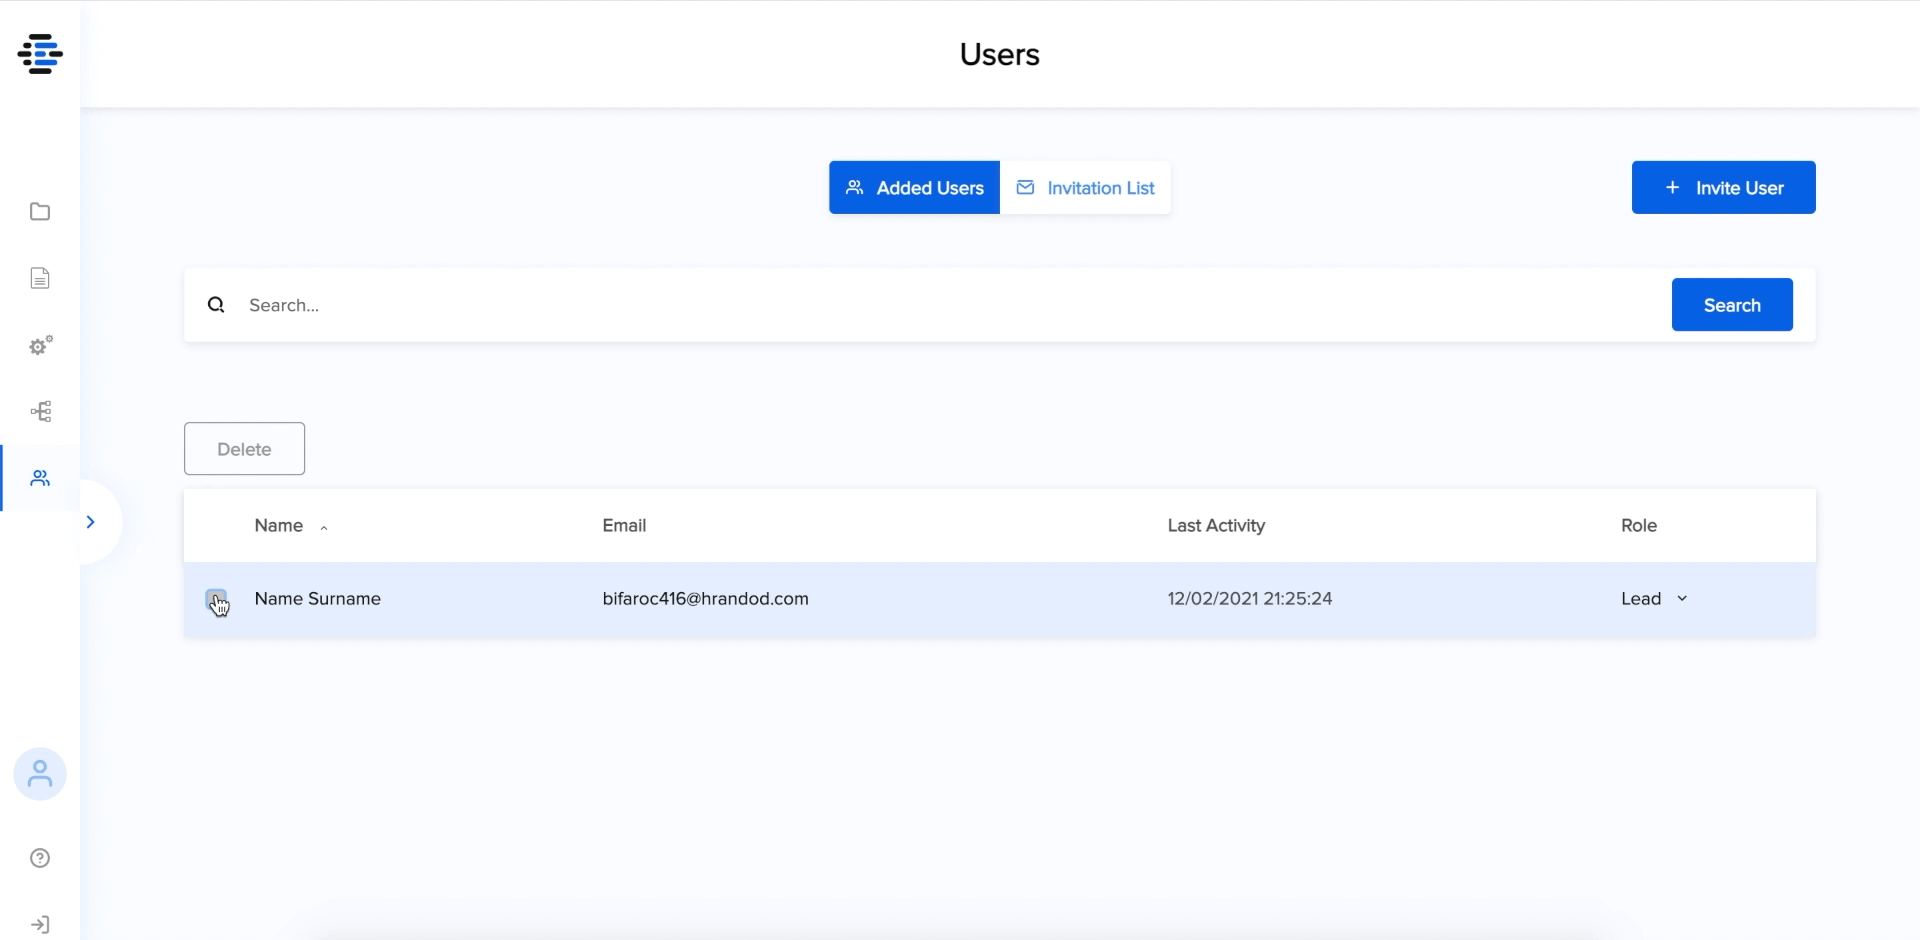 Users
Added Users
Invitation List
+ Invite User
Search...
Search
Delete
Name Email Last Activity Role
Name Surname bifaroc416@hrandod.com 12/02/2021 21:25:24 Lead